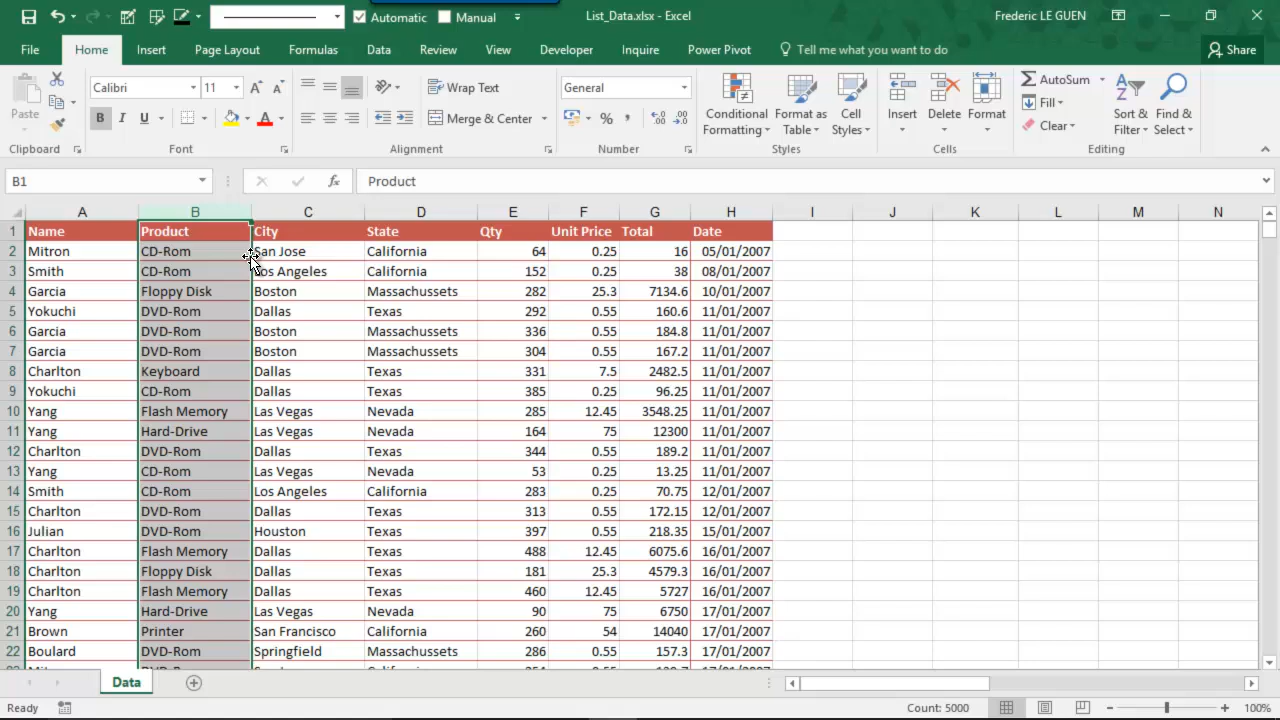 Automatic Manual List_Data.xlsx - Excel Frederic LE GUEN
File Home Insert Page Layout Formulas Data Review View Developer Inquire Power Pivot Tell me what you want to do Share
Paste Calibri 11 Wrap Text General Conditional Formatting Format as Table Cell Styles Insert Delete Format AutoSum Sort & Filter Find & Select
B I U Merge & Center % , Fill
Clear
Clipboard Font Alignment Number Styles Cells Editing
B1 fx Product
A B C D E F G H I J K L M N
1 Name Product City State Qty Unit Price Total Date
2 Mitron CD-Rom San Jose California 64 0.25 16 05/01/2007
3 Smith CD-Rom Los Angeles California 152 0.25 38 08/01/2007
4 Garcia Floppy Disk Boston Massachussets 282 25.3 7134.6 10/01/2007
5 Yokuchi DVD-Rom Dallas Texas 292 0.55 160.6 11/01/2007
6 Garcia DVD-Rom Boston Massachussets 336 0.55 184.8 11/01/2007
7 Garcia DVD-Rom Boston Massachussets 304 0.55 167.2 11/01/2007
8 Charlton Keyboard Dallas Texas 331 7.5 2482.5 11/01/2007
9 Yokuchi CD-Rom Dallas Texas 385 0.25 96.25 11/01/2007
10 Yang Flash Memory Las Vegas Nevada 285 12.45 3548.25 11/01/2007
11 Yang Hard-Drive Las Vegas Nevada 164 75 12300 11/01/2007
12 Charlton DVD-Rom Dallas Texas 344 0.55 189.2 11/01/2007
13 Yang CD-Rom Las Vegas Nevada 53 0.25 13.25 11/01/2007
14 Smith CD-Rom Los Angeles California 283 0.25 70.75 12/01/2007
15 Charlton DVD-Rom Dallas Texas 313 0.55 172.15 12/01/2007
16 Julian DVD-Rom Houston Texas 397 0.55 218.35 15/01/2007
17 Charlton Flash Memory Dallas Texas 488 12.45 6075.6 16/01/2007
18 Charlton Floppy Disk Dallas Texas 181 25.3 4579.3 16/01/2007
19 Charlton Flash Memory Dallas Texas 460 12.45 5727 16/01/2007
20 Yang Hard-Drive Las Vegas Nevada 90 75 6750 17/01/2007
21 Brown Printer San Francisco California 260 54 14040 17/01/2007
22 Boulard DVD-Rom Springfield Massachussets 286 0.55 157.3 17/01/2007
Data
Ready Count: 5000 100%